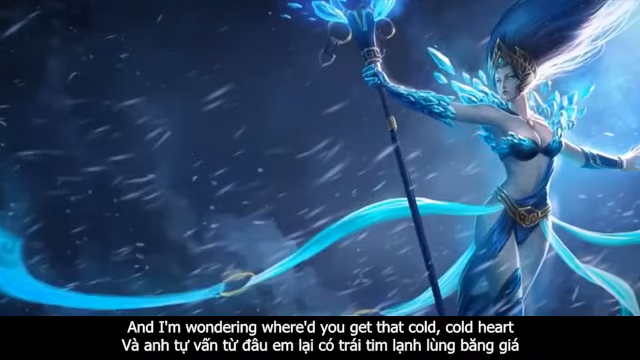 And I'm wondering where'd you get that cold, cold heart
Và anh tự vấn từ đâu em lại có trái tim lạnh lùng băng giá